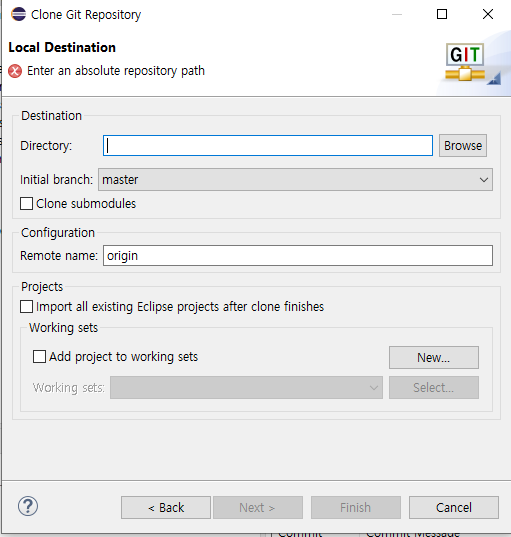 Clone Git Repository
Local Destination
Enter an absolute repository path
GIT
Destination
Directory:
Browse
Initial branch: master
Clone submodules
Configuration
Remote name: origin
Projects
Import all existing Eclipse projects after clone finishes
Working sets
Add project to working sets
New...
Working sets:
Select...
?
< Back
Next >
Finish
Cancel
Commit
Commit Message